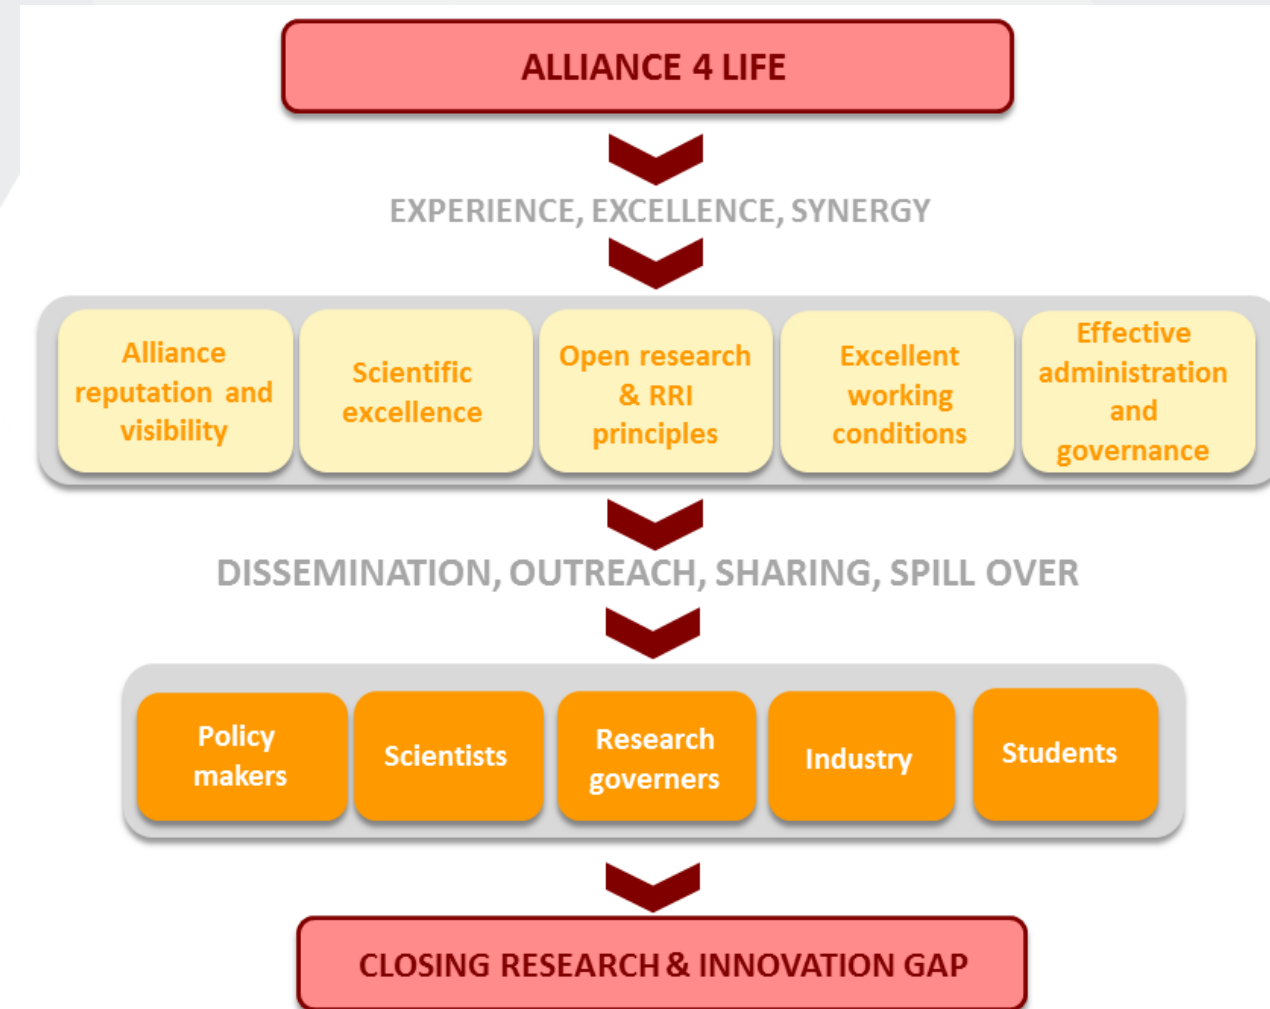 ALLIANCE 4 LIFE
EXPERIENCE, EXCELLENCE, SYNERGY
Alliance
reputation and
visibility
Scientific
excellence
Open research
& RRI
principles
Excellent
working
conditions
Effective
administration
and
governance
DISSEMINATION, OUTREACH, SHARING, SPILL OVER
Policy
makers
Scientists
Research
governers
Industry
Students
CLOSING RESEARCH & INNOVATION GAP